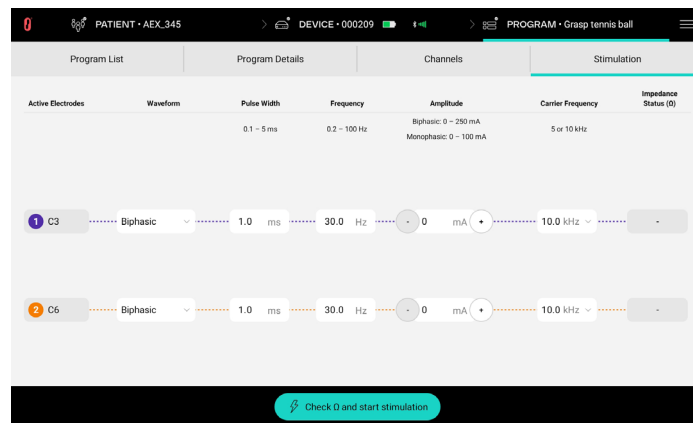 PATIENT • AEX_345 DEVICE • 000209 PROGRAM • Grasp tennis ball
Program List Program Details Channels Stimulation
Active Electrodes Waveform Pulse Width Frequency Amplitude Carrier Frequency Impedance Status (Ω)
0.1 – 5 ms 0.2 – 100 Hz Biphasic: 0 – 250 mA 5 or 10 kHz
Monophasic: 0 – 100 mA
1 C3 Biphasic 1.0 ms 30.0 Hz - 0 mA + 10.0 kHz -
2 C6 Biphasic 1.0 ms 30.0 Hz - 0 mA + 10.0 kHz -
Check Ω and start stimulation